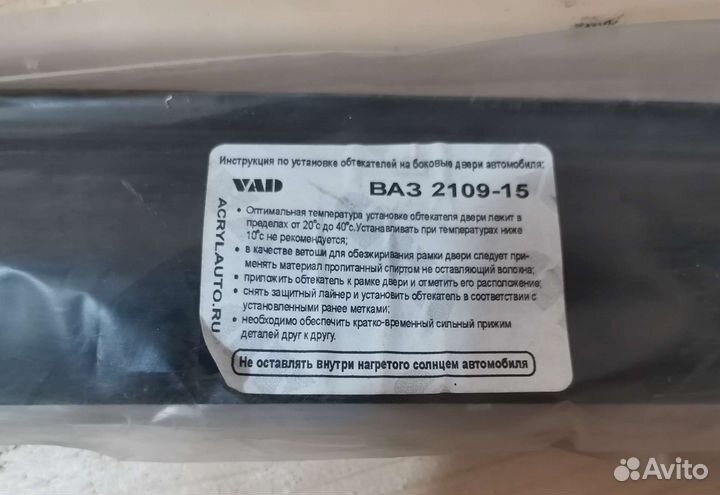 Инструкция по установке обтекателей на боковые двери автомобиля:
VAD ВАЗ 2109-15
ACRYLAUTO.RU
• Оптимальная температура установке обтекателя двери лежит в
пределах от 20°с до 40°с.Устанавливать при температурах ниже
10°с не рекомендуется;
• в качестве ветоши для обезжиривания рамки двери следует при-
менять материал пропитанный спиртом не оставляющий волокна;
• приложить обтекатель к рамке двери и отметить его расположение;
• снять защитный лайнер и установить обтекатель в соответствии с
установленными ранее метками;
• необходимо обеспечить кратко-временный сильный прижим
деталей друг к другу.
Не оставлять внутри нагретого солнцем автомобиля
Avito